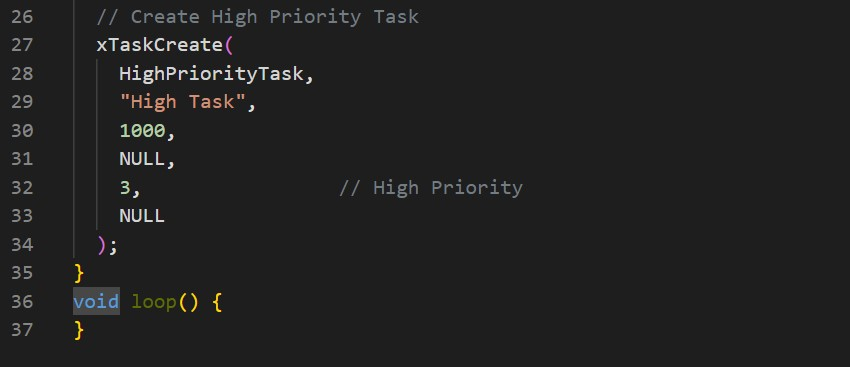 26 // Create High Priority Task
27 xTaskCreate(
28 HighPriorityTask,
29 "High Task",
30 1000,
31 NULL,
32 3, // High Priority
33 NULL
34 );
35 }
36 void loop() {
37 }